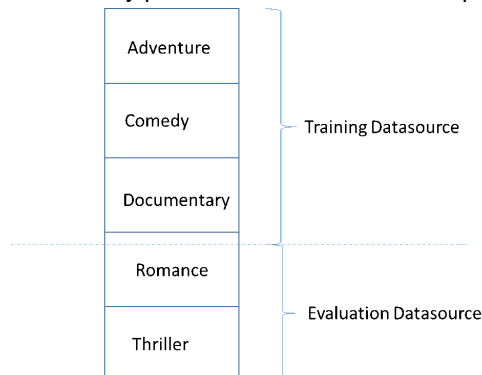 Adventure
Comedy
Training Datasource
Documentary
Romance
Evaluation Datasource
Thriller